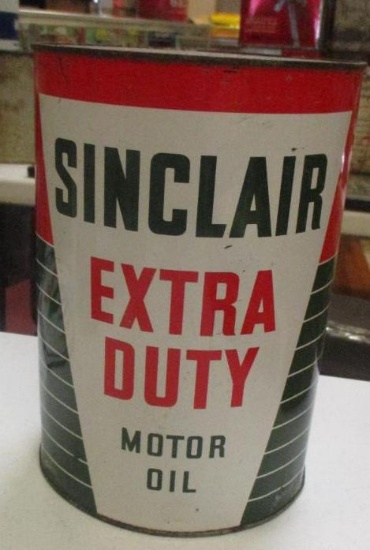 SINCLAIR
EXTRA
DUTY
MOTOR
OIL